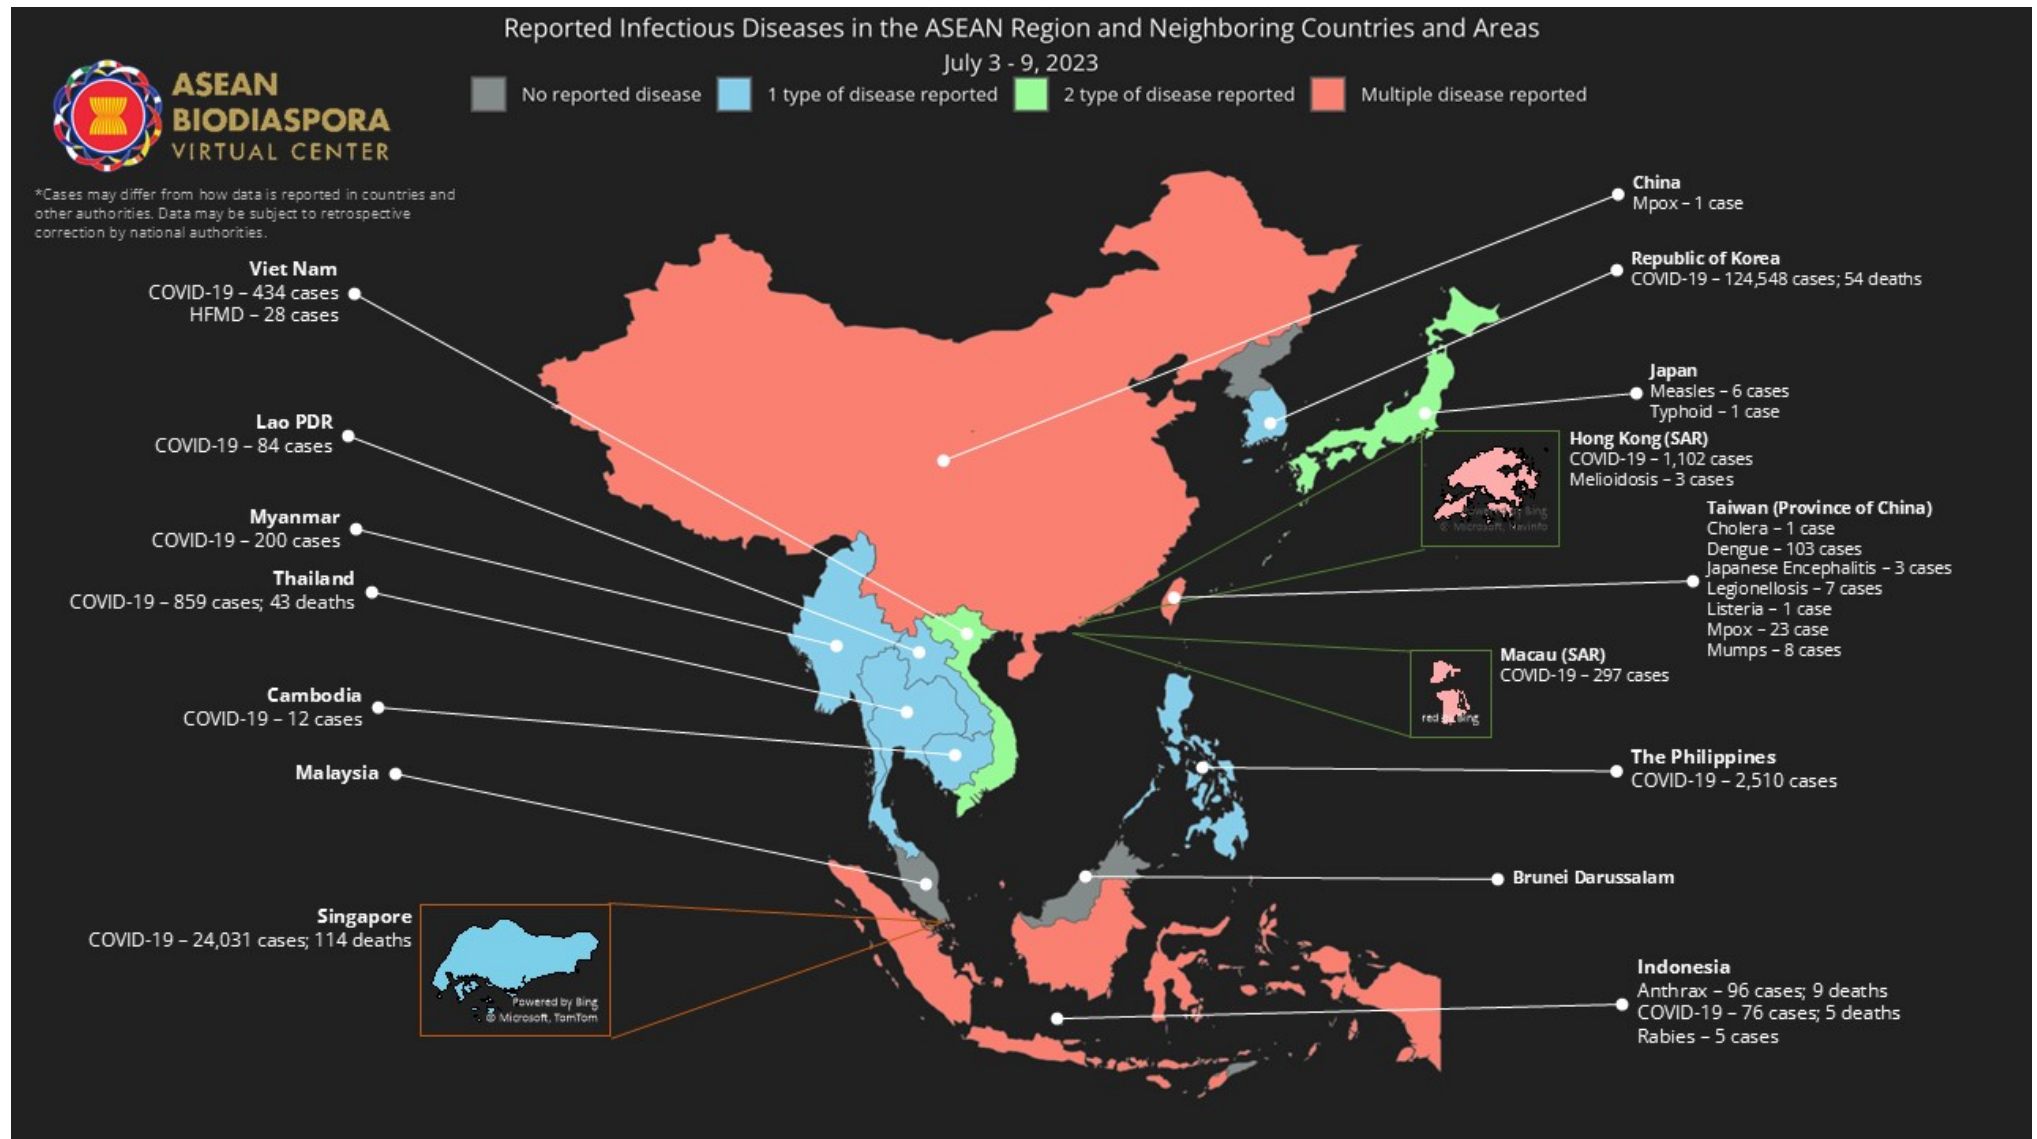 Reported Infectious Diseases in the ASEAN Region and Neighboring Countries and Areas
July 3 - 9, 2023
No reported disease
1 type of disease reported
2 type of disease reported
Multiple disease reported
ASEAN
BIODIASPORA
VIRTUAL CENTER
*Cases may differ from how data is reported in countries and
other authorities. Data may be subject to retrospective
correction by national authorities.
Viet Nam
COVID-19 – 434 cases
HFMD – 28 cases
Lao PDR
COVID-19 – 84 cases
Myanmar
COVID-19 – 200 cases
Thailand
COVID-19 – 859 cases; 43 deaths
Cambodia
COVID-19 – 12 cases
Malaysia
Singapore
COVID-19 – 24,031 cases; 114 deaths
Powered by Bing
© Microsoft, TomTom
China
Mpox – 1 case
Republic of Korea
COVID-19 – 124,548 cases; 54 deaths
Japan
Measles – 6 cases
Typhoid – 1 case
Hong Kong (SAR)
COVID-19 – 1,102 cases
Melioidosis – 3 cases
Powered by Bing
© Microsoft, Navinfo
Taiwan (Province of China)
Cholera – 1 case
Dengue – 103 cases
Japanese Encephalitis – 3 cases
Legionellosis – 7 cases
Listeria – 1 case
Mpox – 23 case
Mumps – 8 cases
Macau (SAR)
COVID-19 – 297 cases
red Bing
The Philippines
COVID-19 – 2,510 cases
Brunei Darussalam
Indonesia
Anthrax – 96 cases; 9 deaths
COVID-19 – 76 cases; 5 deaths
Rabies – 5 cases